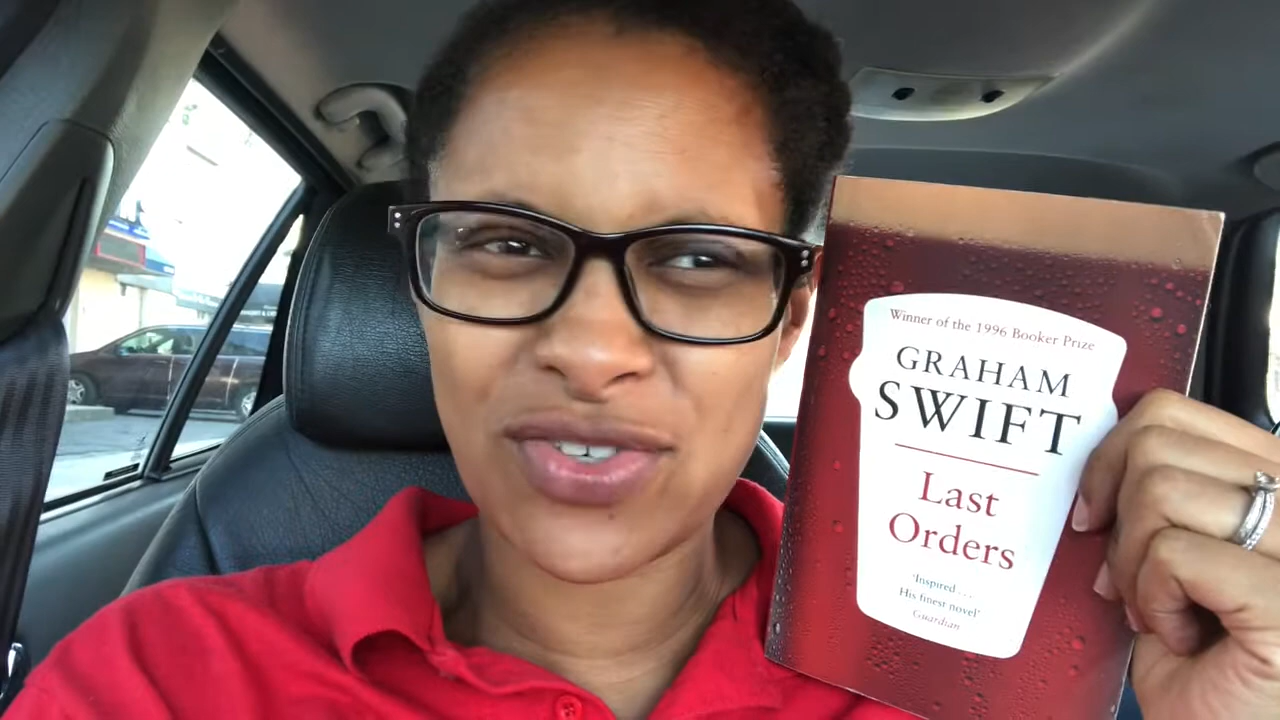 Winner of the 1996 Booker Prize
GRAHAM
SWIFT
Last
Orders
'Inspired . . .
His finest novel'
Guardian